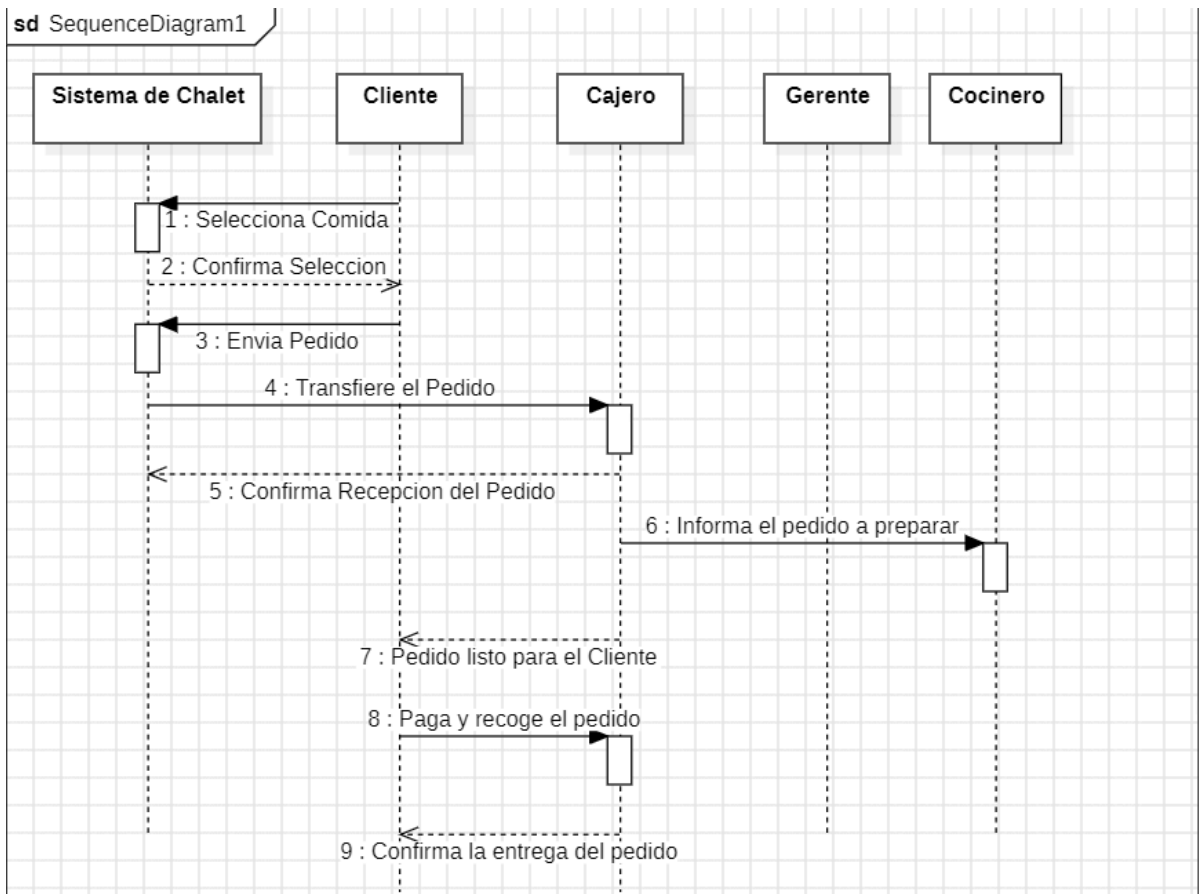 sd SequenceDiagram1
Sistema de Chalet
Cliente
Cajero
Gerente
Cocinero
1 : Selecciona Comida
2 : Confirma Seleccion
3 : Envia Pedido
4 : Transfiere el Pedido
5 : Confirma Recepcion del Pedido
6 : Informa el pedido a preparar
7 : Pedido listo para el Cliente
8 : Paga y recoge el pedido
9 : Confirma la entrega del pedido